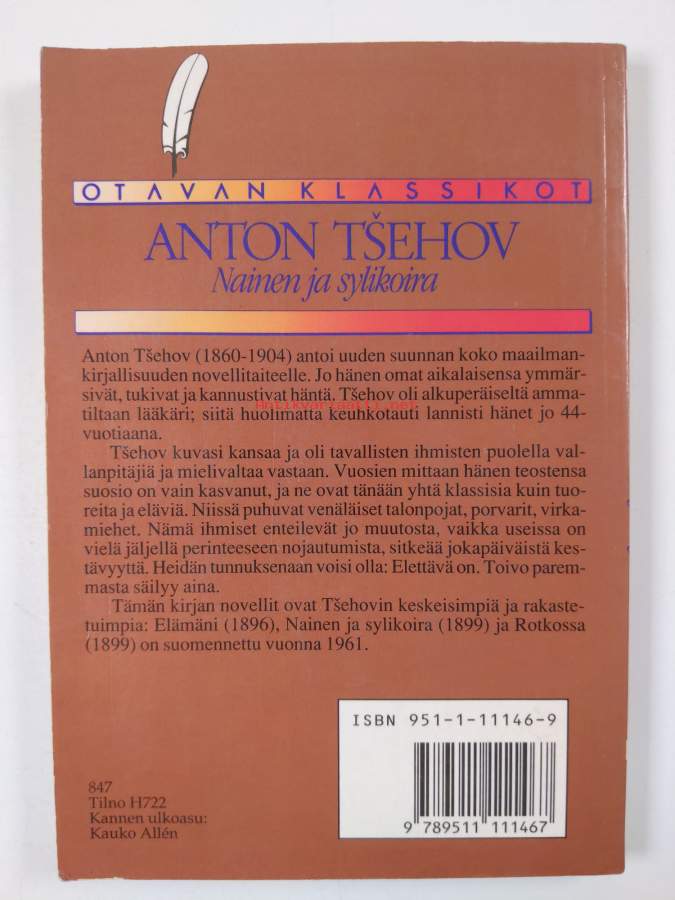 OTAVAN KLASSIKOT
ANTON TŠEHOV
Nainen ja sylikoira
Anton Tšehov (1860-1904) antoi uuden suunnan koko maailman-
kirjallisuuden novellitaiteelle. Jo hänen omat aikalaisensa ymmär-
sivät, tukivat ja kannustivat häntä. Tšehov oli alkuperäiseltä amma-
tiltaan lääkäri; siitä huolimatta keuhkotauti lannisti hänet jo 44-
vuotiaana.
Tšehov kuvasi kansaa ja oli tavallisten ihmisten puolella val-
lanpitäjiä ja mielivaltaa vastaan. Vuosien mittaan hänen teostensa
suosio on vain kasvanut, ja ne ovat tänään yhtä klassisia kuin tuo-
reita ja eläviä. Niissä puhuvat venäläiset talonpojat, porvarit, virka-
miehet. Nämä ihmiset enteilevät jo muutosta, vaikka useissa on
vielä jäljellä perinteeseen nojautumista, sitkeää jokapäiväistä kes-
tävyyttä. Heidän tunnuksenaan voisi olla: Elettävä on. Toivo parem-
masta säilyy aina.
Tämän kirjan novellit ovat Tšehovin keskeisimpiä ja rakaste-
tuimpia: Elämäni (1896), Nainen ja sylikoira (1899) ja Rotkossa
(1899) on suomennettu vuonna 1961.
ISBN 951-1-11146-9
9 789511 111467
847
Tilno H722
Kannen ulkoasu:
Kauko Allén